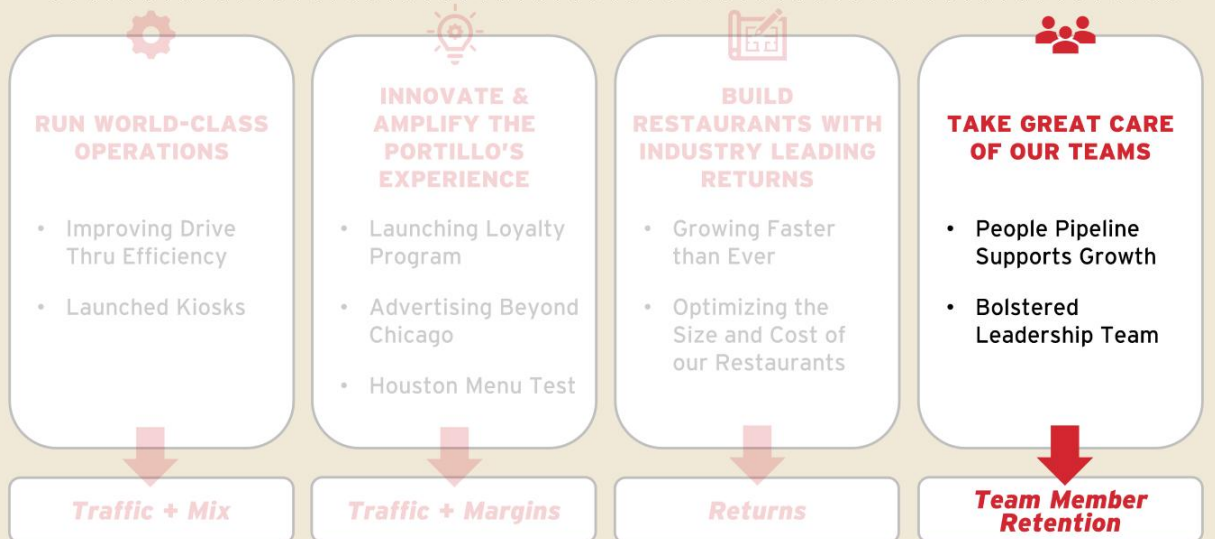 RUN WORLD-CLASS
OPERATIONS
• Improving Drive
Thru Efficiency
• Launched Kiosks
Traffic + Mix
INNOVATE &
AMPLIFY THE
PORTILLO'S
EXPERIENCE
• Launching Loyalty
Program
• Advertising Beyond
Chicago
• Houston Menu Test
Traffic + Margins
BUILD
RESTAURANTS WITH
INDUSTRY LEADING
RETURNS
• Growing Faster
than Ever
• Optimizing the
Size and Cost of
our Restaurants
Returns
TAKE GREAT CARE
OF OUR TEAMS
• People Pipeline
Supports Growth
• Bolstered
Leadership Team
Team Member
Retention